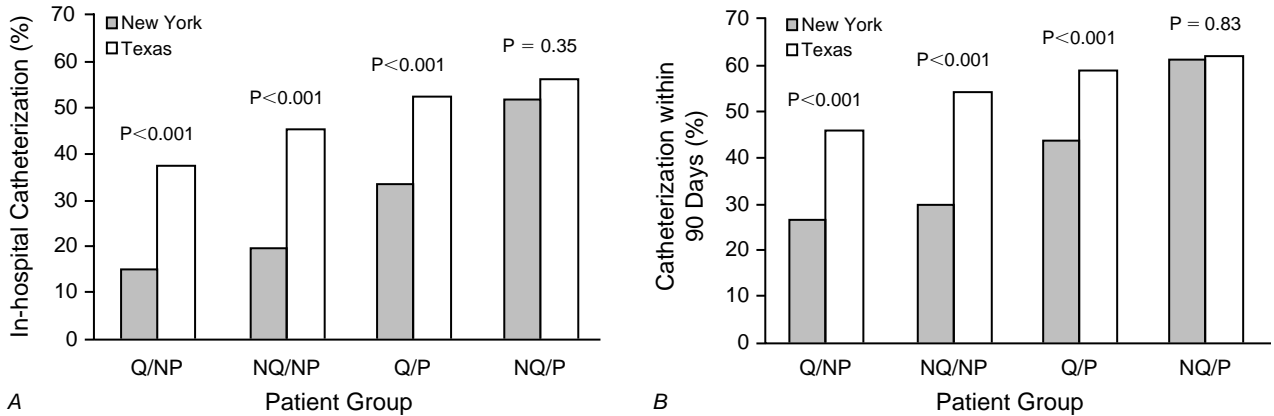 In-hospital Catheterization (%)
70
60
50
40
30
20
10
0
New York
Texas
P<0.001
P<0.001
P<0.001
P = 0.35
Q/NP
NQ/NP
Q/P
NQ/P
Patient Group
A
Catheterization within
90 Days (%)
70
60
50
40
30
20
10
0
New York
Texas
P<0.001
P<0.001
P<0.001
P = 0.83
Q/NP
NQ/NP
Q/P
NQ/P
Patient Group
B